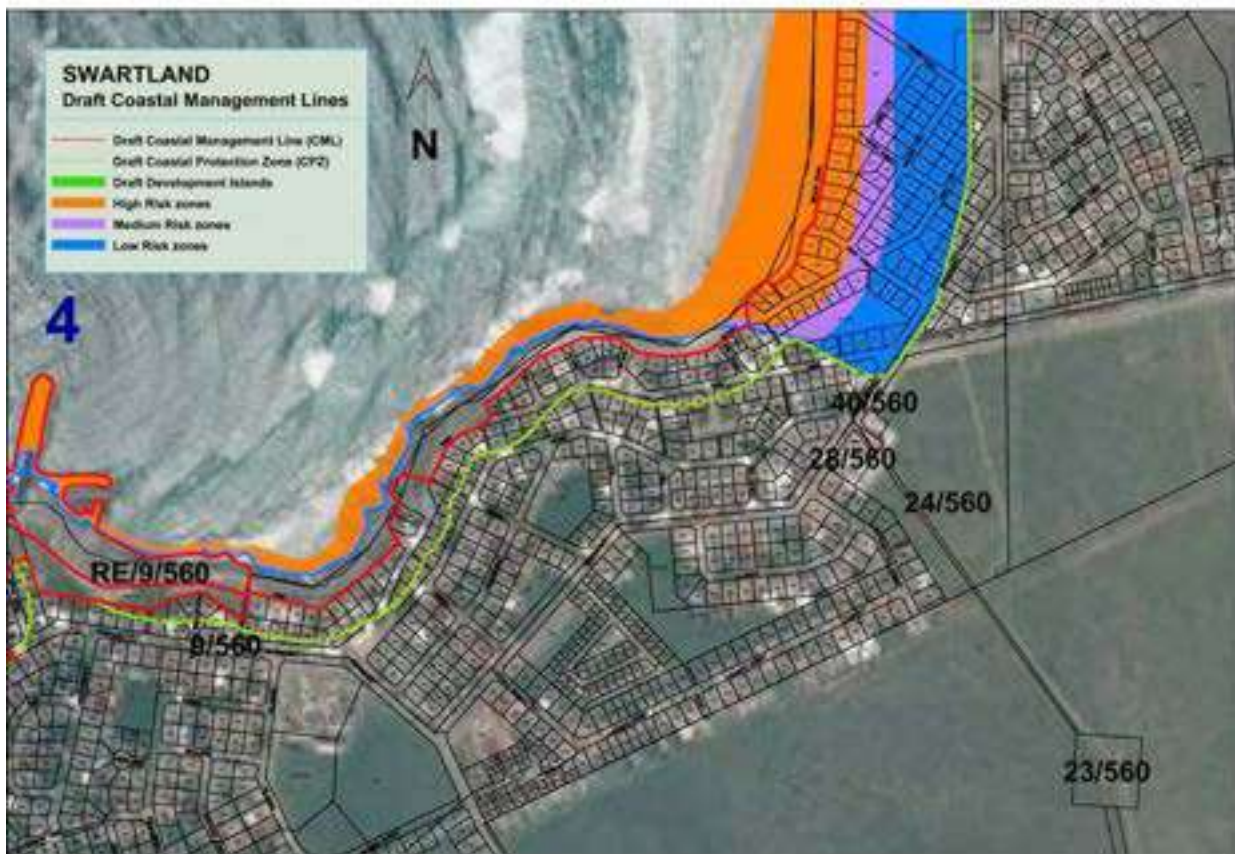 SWARTLAND
Draft Coastal Management Lines
Draft Coastal Management Line (CML)
Draft Coastal Protection Zone (CPZ)
Draft Development Islands
High Risk zones
Medium Risk zones
Low Risk zones
N
4
40/560
28/560
24/560
RE/9/560
9/560
23/560